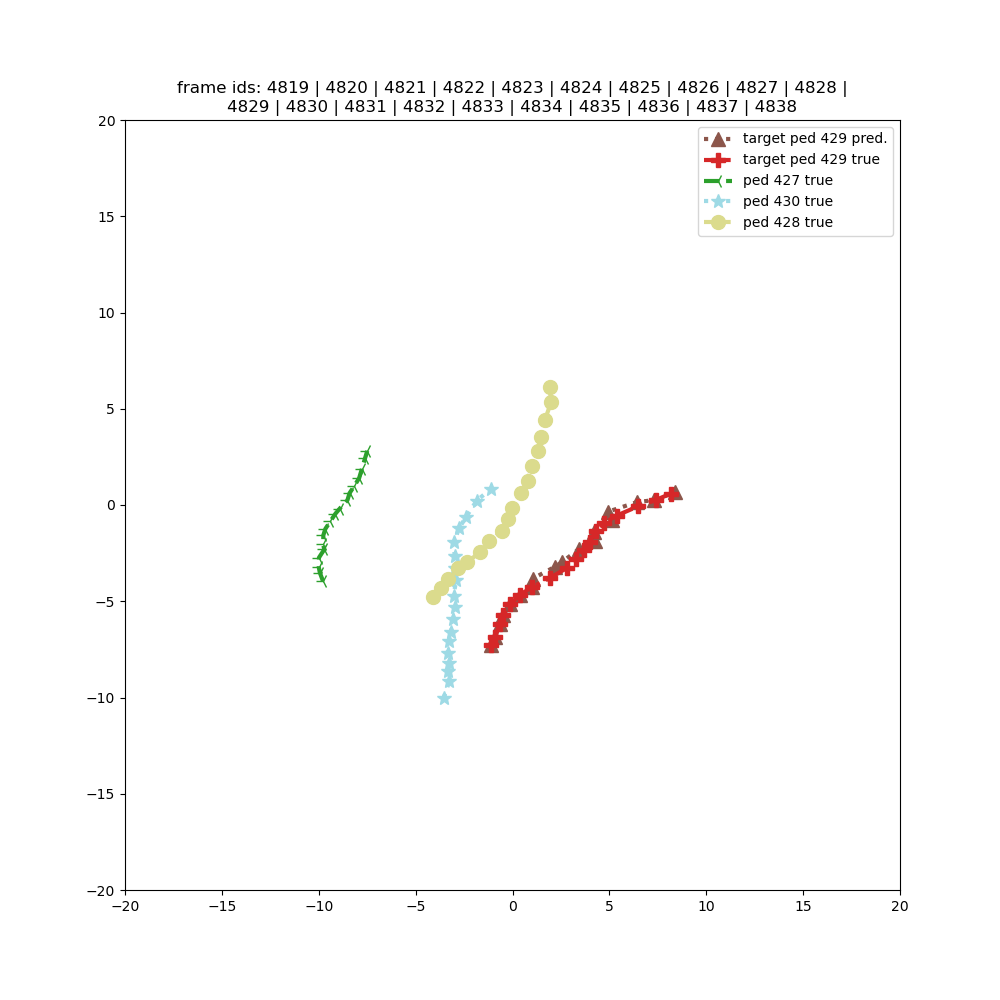 frame ids: 4819 | 4820 | 4821 | 4822 | 4823 | 4824 | 4825 | 4826 | 4827 | 4828 |
4829 | 4830 | 4831 | 4832 | 4833 | 4834 | 4835 | 4836 | 4837 | 4838
target ped 429 pred.
target ped 429 true
ped 427 true
ped 430 true
ped 428 true
20
15
10
5
0
−5
−10
−15
−20
−20 −15 −10 −5 0 5 10 15 20